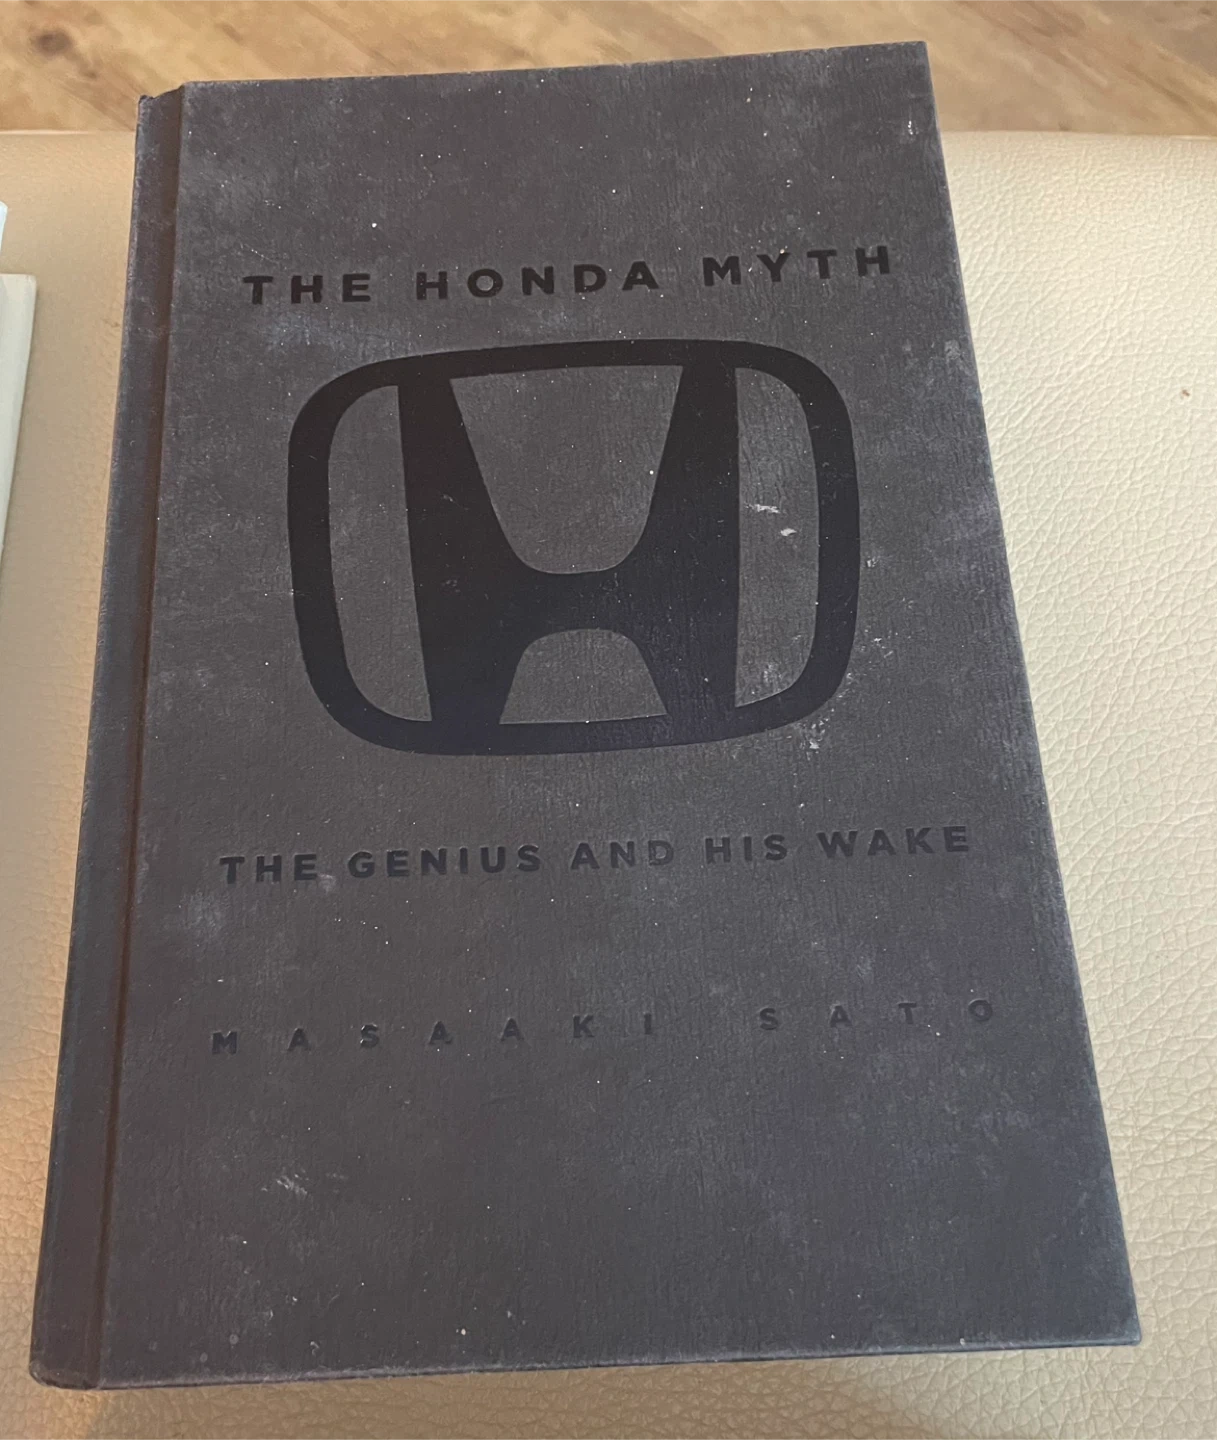 THE HONDA MYTH
THE GENIUS AND HIS WAKE
MASAAKI SATO